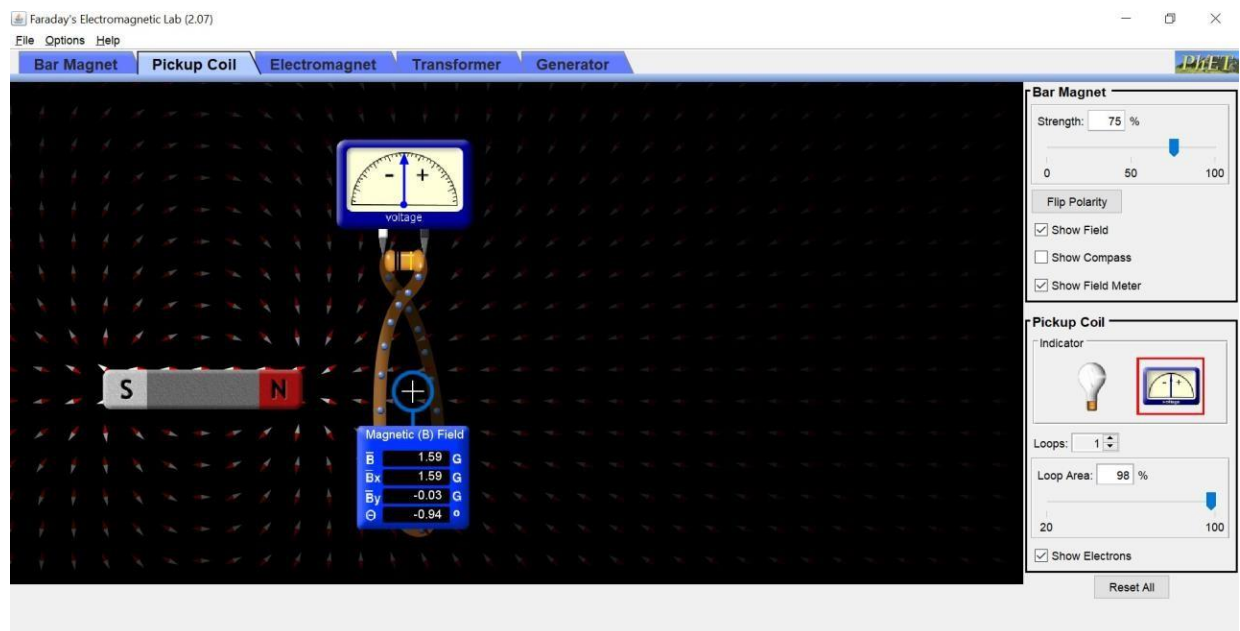 Faraday's Electromagnetic Lab (2.07)
File Options Help
Bar Magnet Pickup Coil Electromagnet Transformer Generator
PhET
Bar Magnet
Strength: 75 %
0 50 100
Flip Polarity
Show Field
Show Compass
Show Field Meter
Pickup Coil
Indicator
- +
voltage
Loops: 1
Loop Area: 98 %
20 100
Show Electrons
Reset All
- +
voltage
S N
Magnetic (B) Field
B 1.59 G
Bx 1.59 G
By -0.03 G
Θ -0.94 º